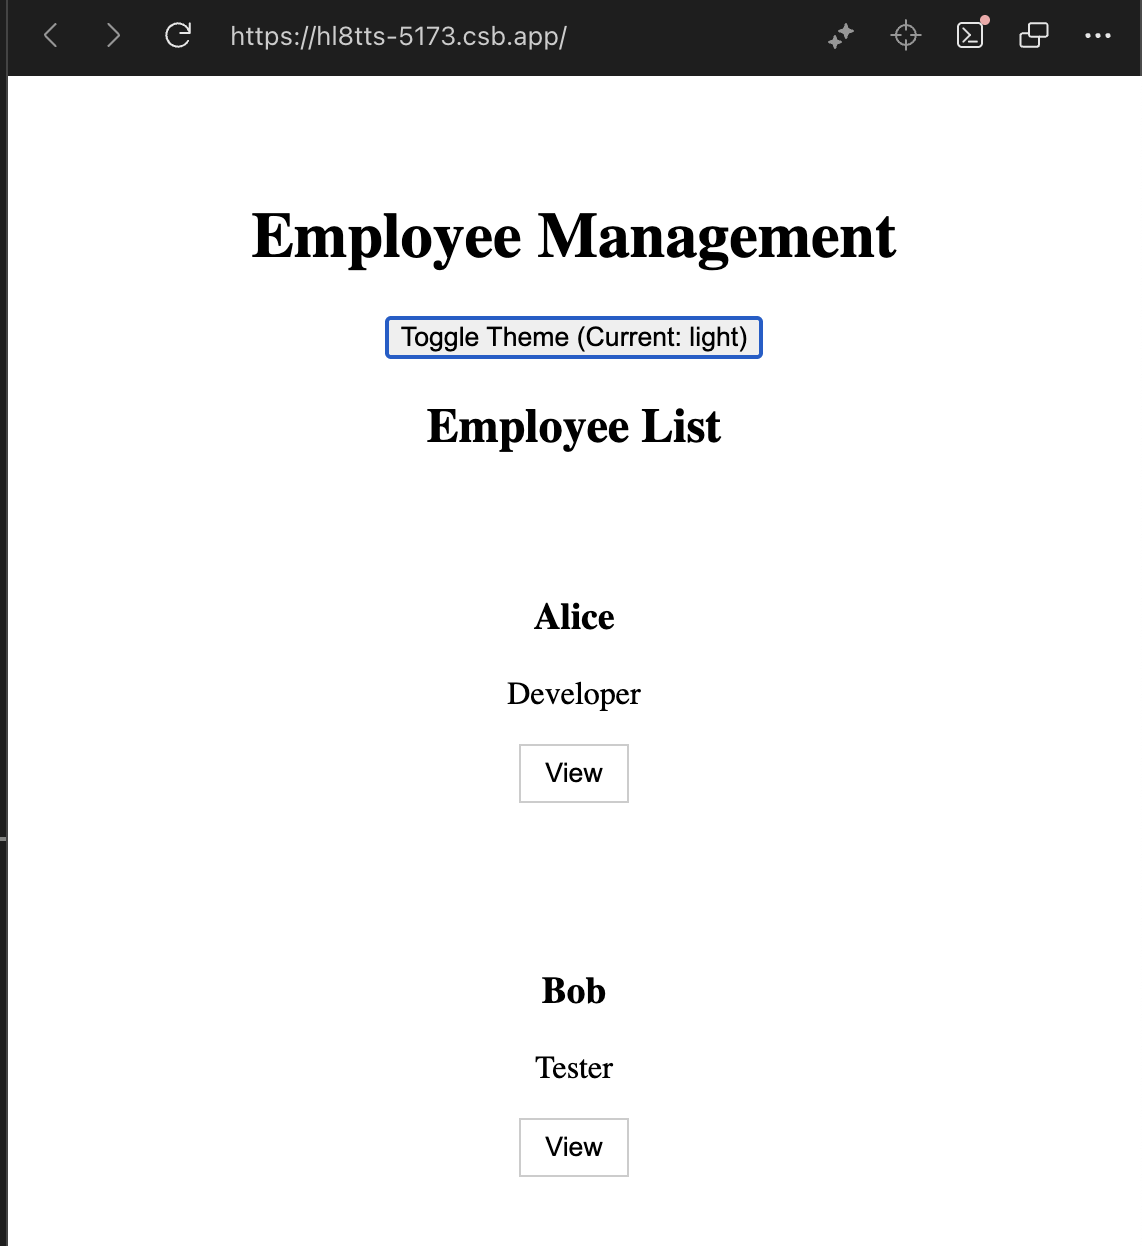 https://hl8tts-5173.csb.app/
Employee Management
Toggle Theme (Current: light)
Employee List
Alice
Developer
View
Bob
Tester
View